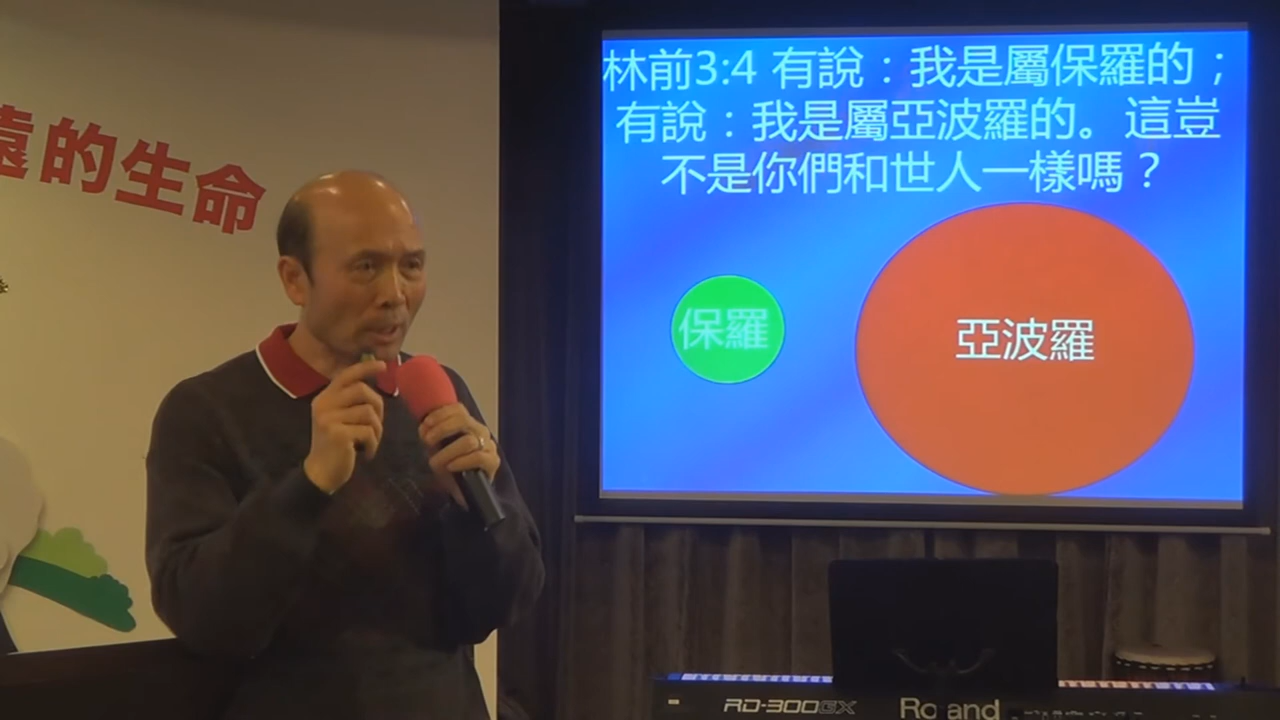 遠的生命
林前3:4 有說：我是屬保羅的；
有說：我是屬亞波羅的。這豈
不是你們和世人一樣嗎？
保羅
亞波羅
RD-300GX
Roland